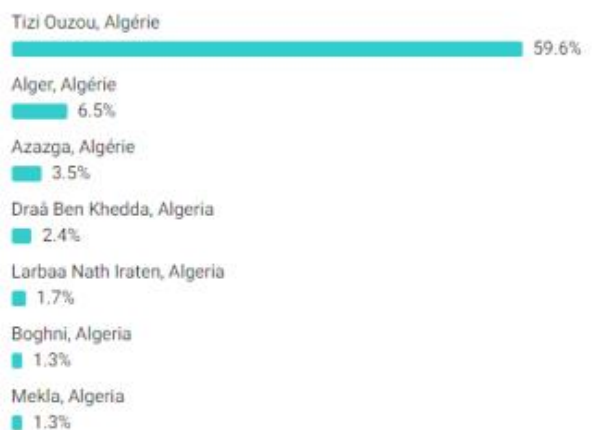 Tizi Ouzou, Algérie
59.6%
Alger, Algérie
6.5%
Azazga, Algérie
3.5%
Draâ Ben Khedda, Algeria
2.4%
Larbaa Nath Iraten, Algeria
1.7%
Boghni, Algeria
1.3%
Mekla, Algeria
1.3%